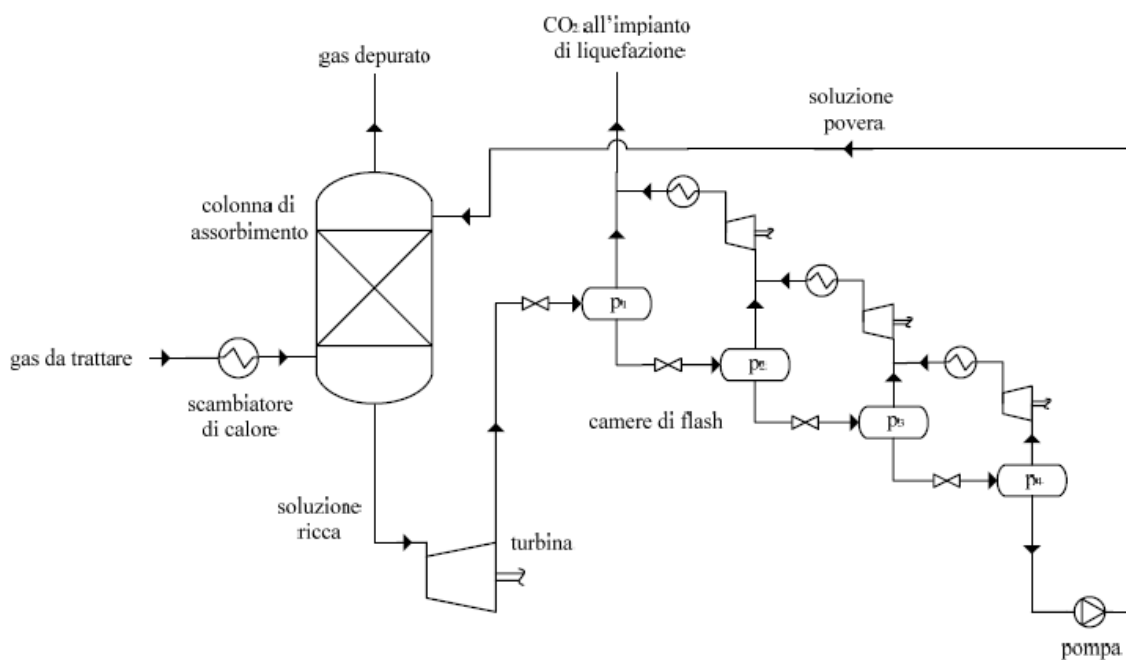 CO₂ all'impianto
di liquefazione
gas depurato
soluzione
povera
colonna di
assorbimento
p₁
gas da trattare
p₂
scambiatore
di calore
camere di flash
p₃
p₄
soluzione
ricca
turbina
pompa